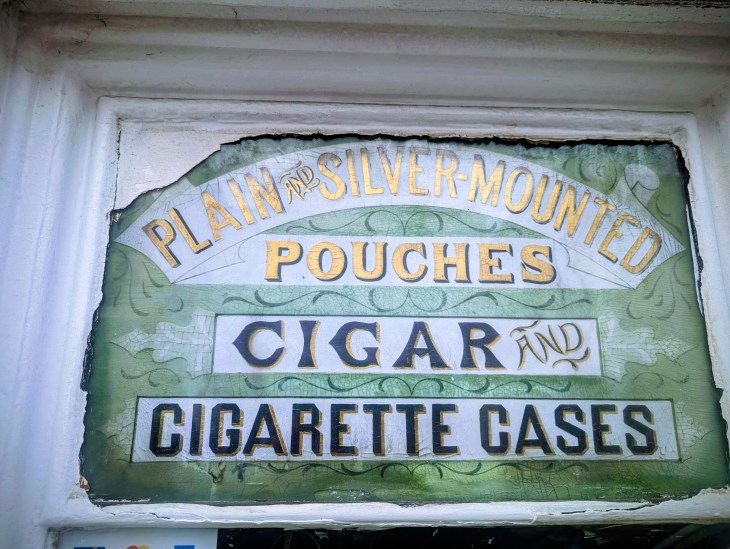 PLAIN AND SILVER-MOUNTED
POUCHES
CIGAR AND
CIGARETTE CASES